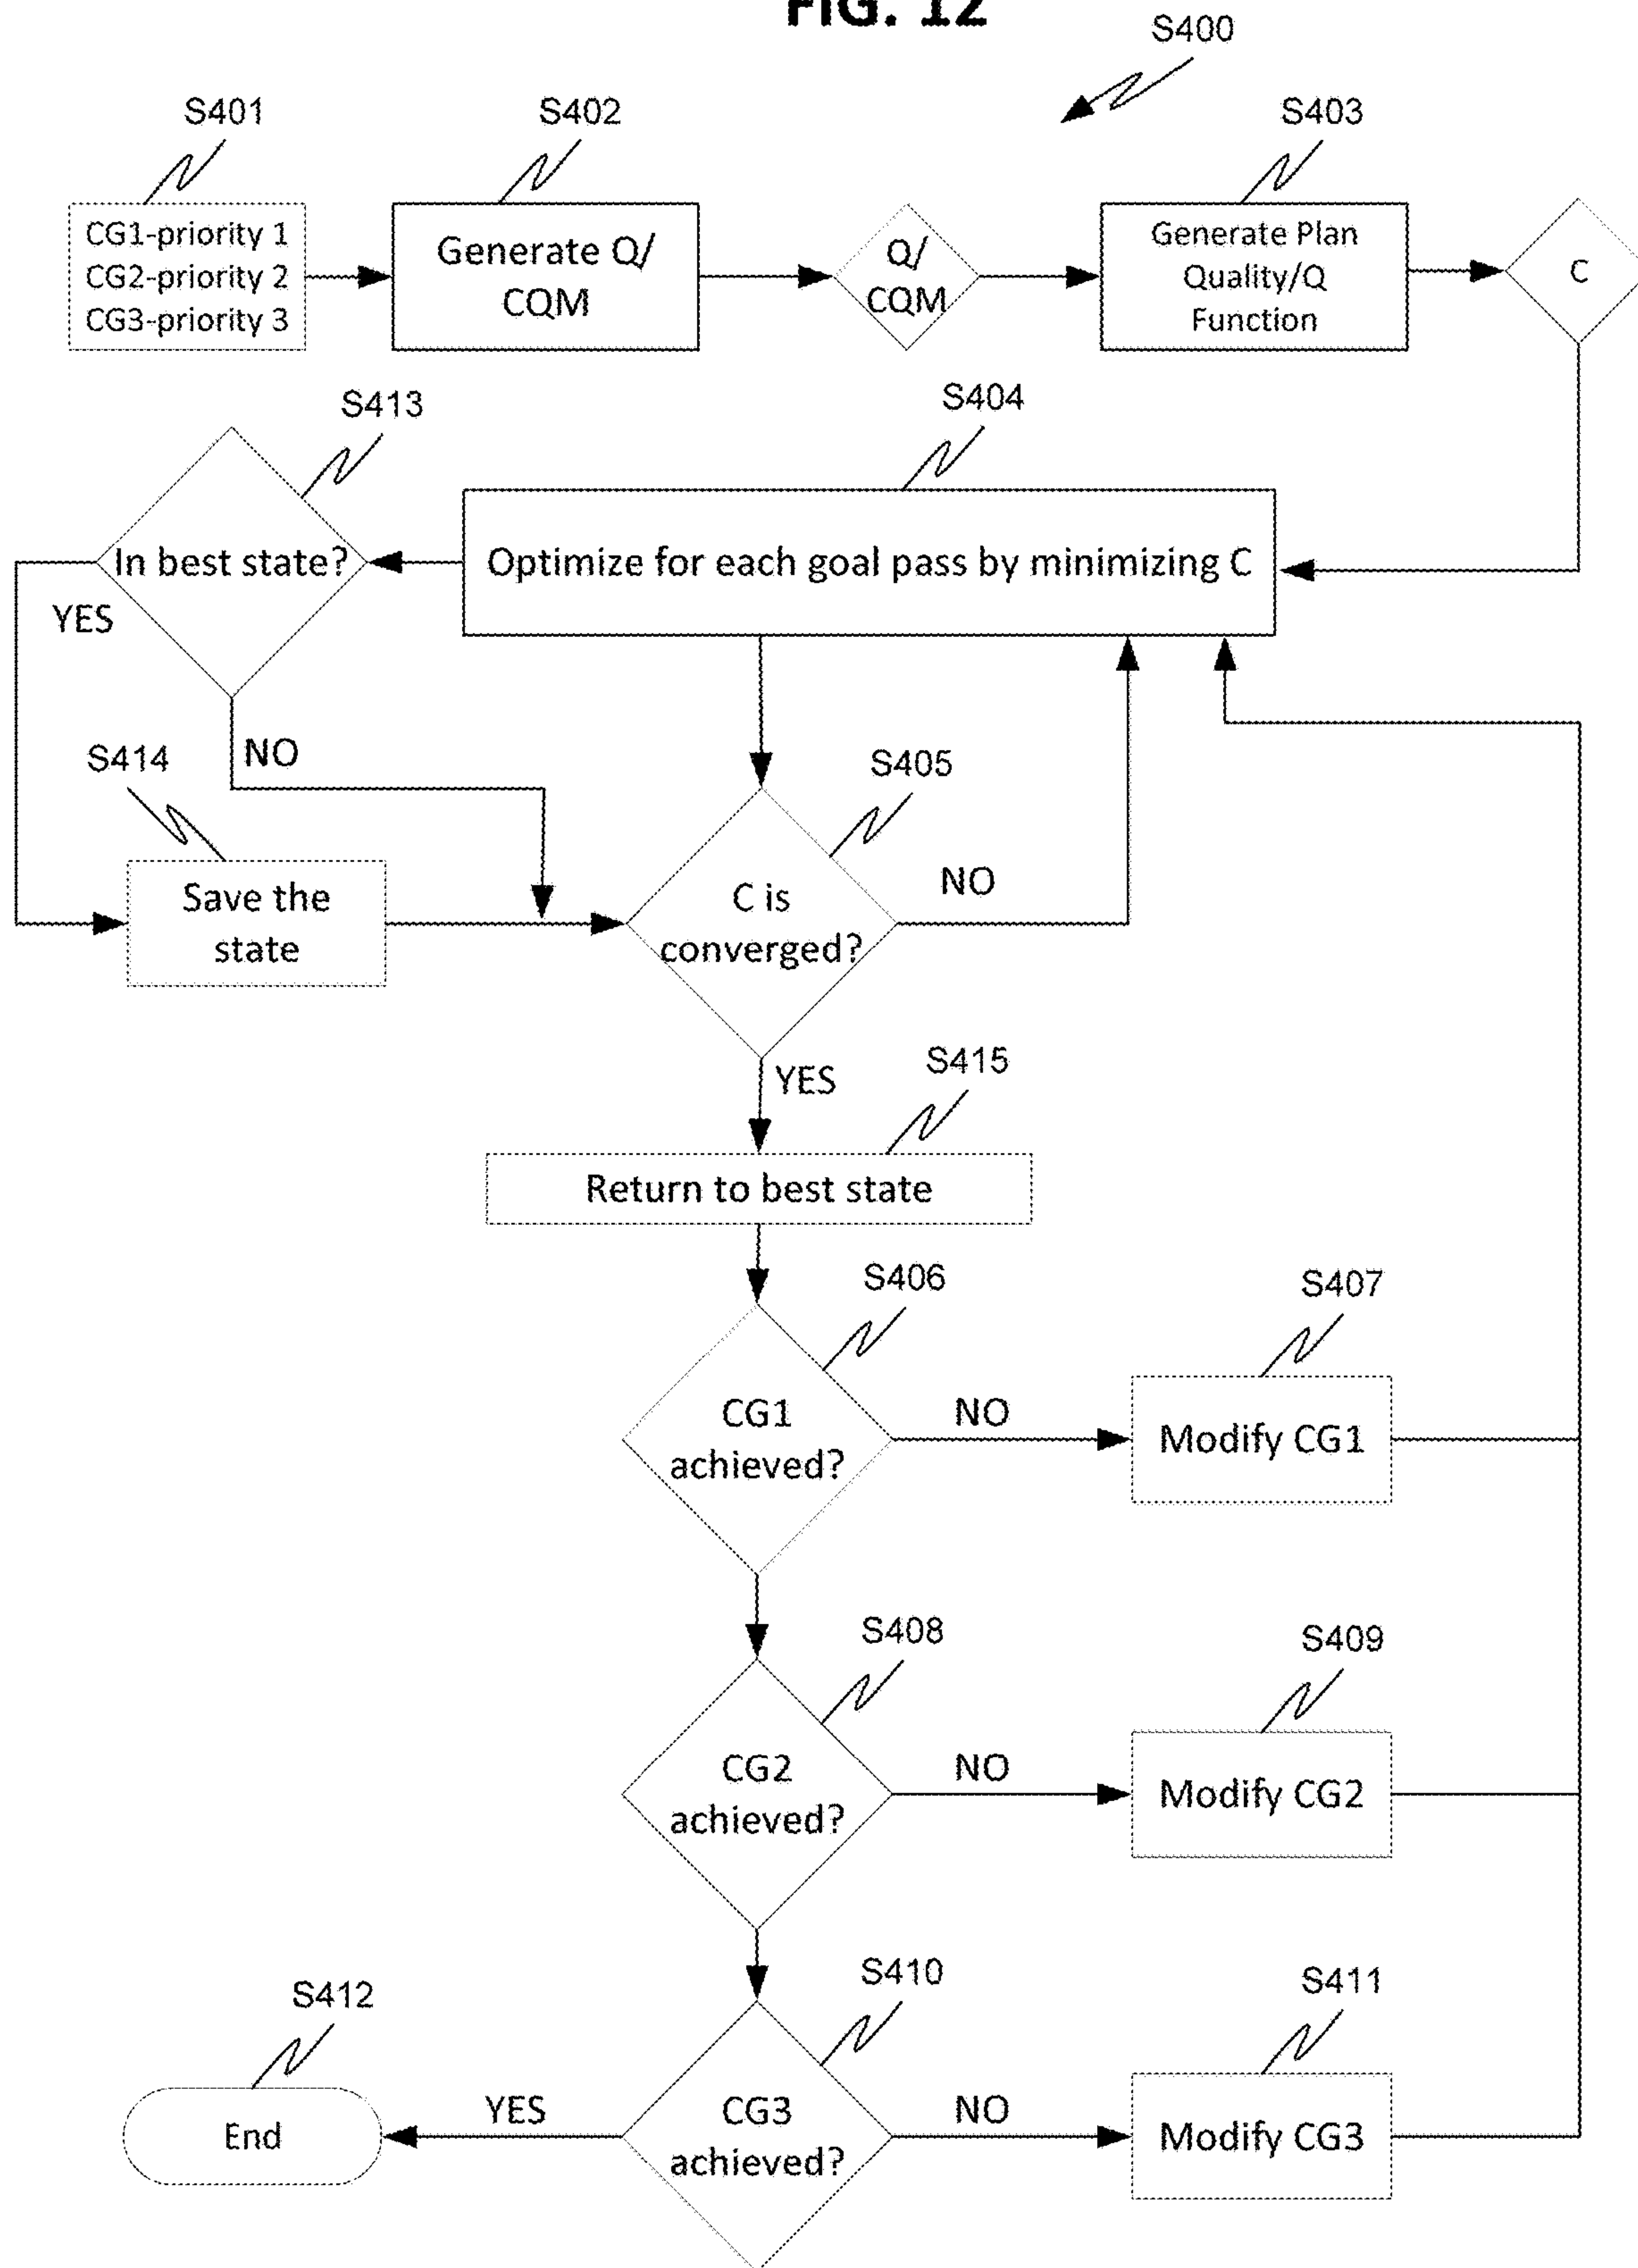 FIG. 12
S400
S401
S402
S403
CG1-priority 1
CG2-priority 2
CG3-priority 3
Generate Q/
CQM
Q/
CQM
Generate Plan
Quality/Q
Function
C
S413
S404
In best state?
Optimize for each goal pass by minimizing C
YES
NO
S414
S405
Save the
state
C is
converged?
NO
YES
S415
Return to best state
S406
S407
CG1
achieved?
NO
Modify CG1
S408
S409
CG2
achieved?
NO
Modify CG2
S410
S411
S412
CG3
achieved?
YES
NO
End
Modify CG3